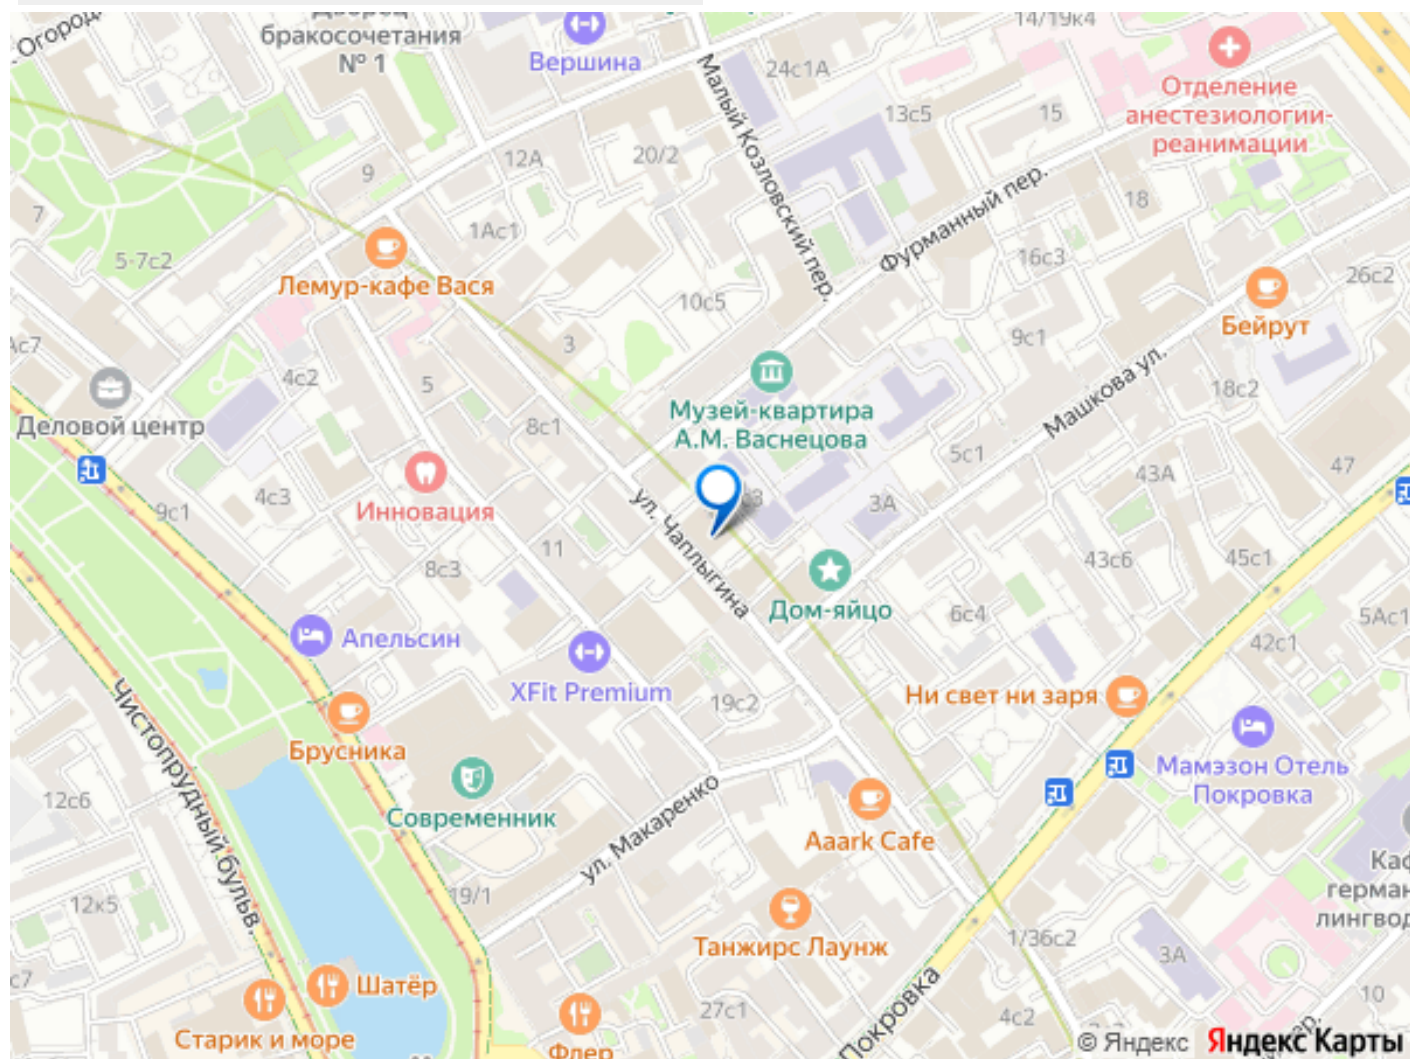 Огород
Дворец
бракосочетания
№ 1
Вершина
24с1А
14/19к4
Отделение
анестезиологии-
реанимации
13с5
15
Малый Козловский пер.
12А
20/2
9
7
18
Фурманный пер.
1Ас1
5-7с2
16с3
Лемур-кафе Вася
26с2
10с5
Бейрут
3
9с1
4с2
5
Деловой центр
Музей-квартира
А.М. Васнецова
Машкова ул.
18с2
8с1
5с1
43А
47
4с3
9с1
Инновация
ул. Чаплыгина
3А
11
8с3
43с6
45с1
Дом-яйцо
6с4
5Ас1
Апельсин
42с1
XFit Premium
19с2
Ни свет ни заря
Чистопрудный бульв.
Брусника
Мамэзон Отель
Покровка
12с6
Современник
ул. Макаренко
Aaark Cafe
19/1
12к5
Танжирс Лаунж
1/36с2
3А
Шатёр
Старик и море
27с1
Флер
Покровка
4с2
10
© Яндекс Яндекс Карты